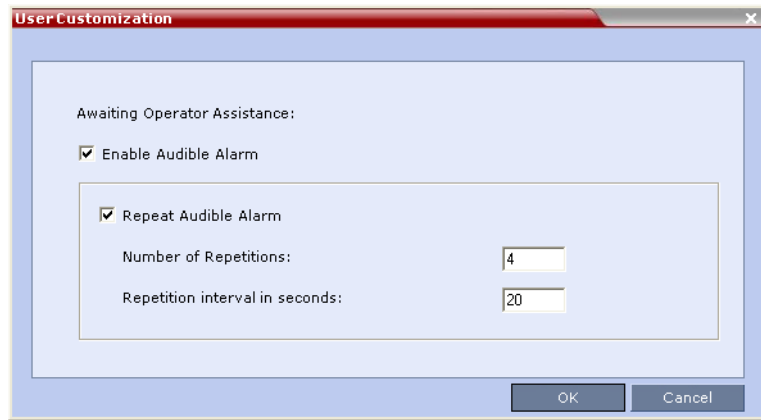 User Customization
Awaiting Operator Assistance:
Enable Audible Alarm
Repeat Audible Alarm
Number of Repetitions: 4
Repetition interval in seconds: 20
OK Cancel